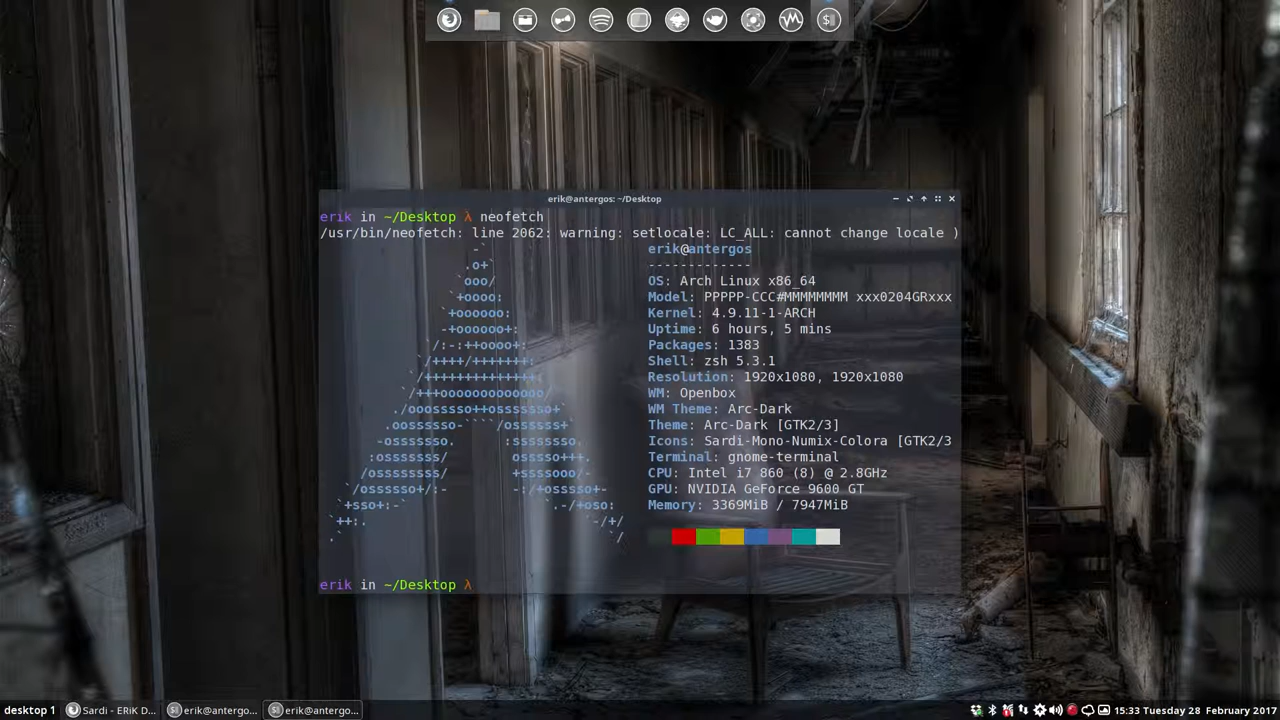 erik@antergos: ~/Desktop
erik in ~/Desktop λ neofetch
/usr/bin/neofetch: line 2062: warning: setlocale: LC_ALL: cannot change locale )
erik@antergos
-------------
OS: Arch Linux x86_64
Model: PPPPP-CCC#MMMMMMMM xxx0204GRxxx
Kernel: 4.9.11-1-ARCH
Uptime: 6 hours, 5 mins
Packages: 1383
Shell: zsh 5.3.1
Resolution: 1920x1080, 1920x1080
WM: Openbox
WM Theme: Arc-Dark
Theme: Arc-Dark [GTK2/3]
Icons: Sardi-Mono-Numix-Colora [GTK2/3
Terminal: gnome-terminal
CPU: Intel i7 860 (8) @ 2.8GHz
GPU: NVIDIA GeForce 9600 GT
Memory: 3369MiB / 7947MiB
erik in ~/Desktop λ
desktop 1 Sardi - ERiK D... erik@antergo... erik@antergo... 15:33 Tuesday 28 February 2017